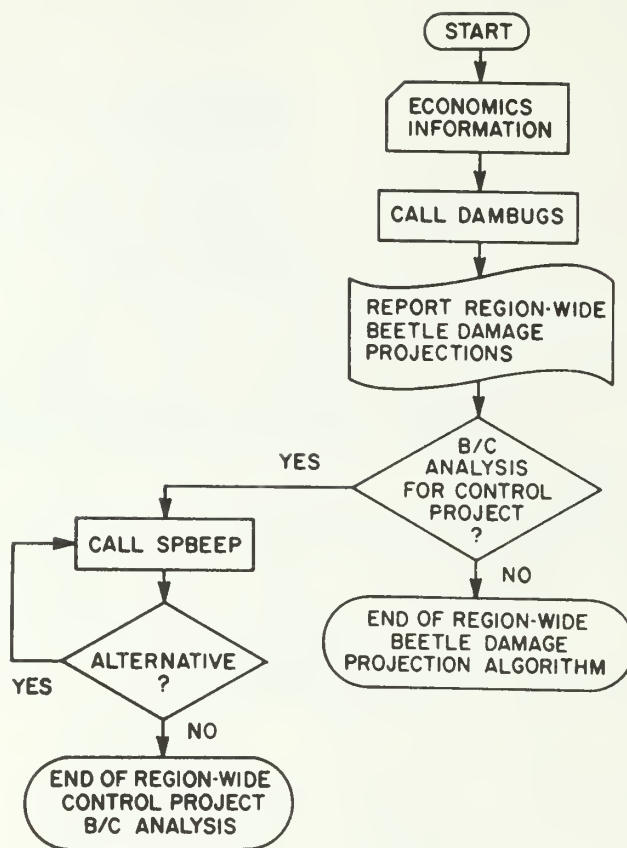 START
ECONOMICS
INFORMATION
CALL DAMBUGS
REPORT REGION-WIDE
BEETLE DAMAGE
PROJECTIONS
B/C
ANALYSIS
FOR CONTROL
PROJECT
?
YES
NO
CALL SPBEEP
END OF REGION-WIDE
BEETLE DAMAGE
PROJECTION ALGORITHM
ALTERNATIVE
?
YES
NO
END OF REGION-WIDE
CONTROL PROJECT
B/C ANALYSIS